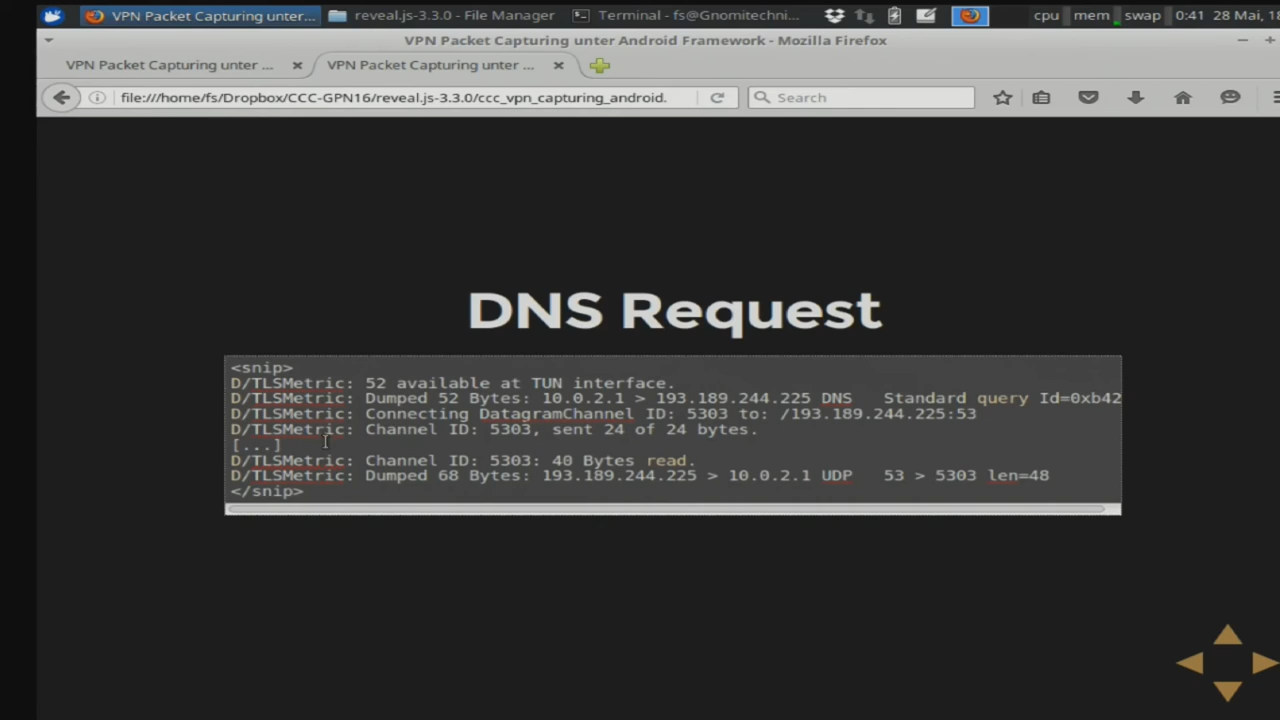 VPN Packet Capturing unter...
reveal.js-3.3.0 - File Manager
Terminal - fs@Gnomitechni...
cpu mem swap 0:41 28 Mai, 18
VPN Packet Capturing unter Android Framework - Mozilla Firefox
VPN Packet Capturing unter ...
VPN Packet Capturing unter ...
file:///home/fs/Dropbox/CCC-GPN16/reveal.js-3.3.0/ccc_vpn_capturing_android.
Search
DNS Request
<snip>
D/TLSMetric: 52 available at TUN interface.
D/TLSMetric: Dumped 52 Bytes: 10.0.2.1 > 193.189.244.225 DNS   Standard query Id=0xb42
D/TLSMetric: Connecting DatagramChannel ID: 5303 to: /193.189.244.225:53
D/TLSMetric: Channel ID: 5303, sent 24 of 24 bytes.
[...]
D/TLSMetric: Channel ID: 5303: 40 Bytes read.
D/TLSMetric: Dumped 68 Bytes: 193.189.244.225 > 10.0.2.1 UDP   53 > 5303 len=48
</snip>